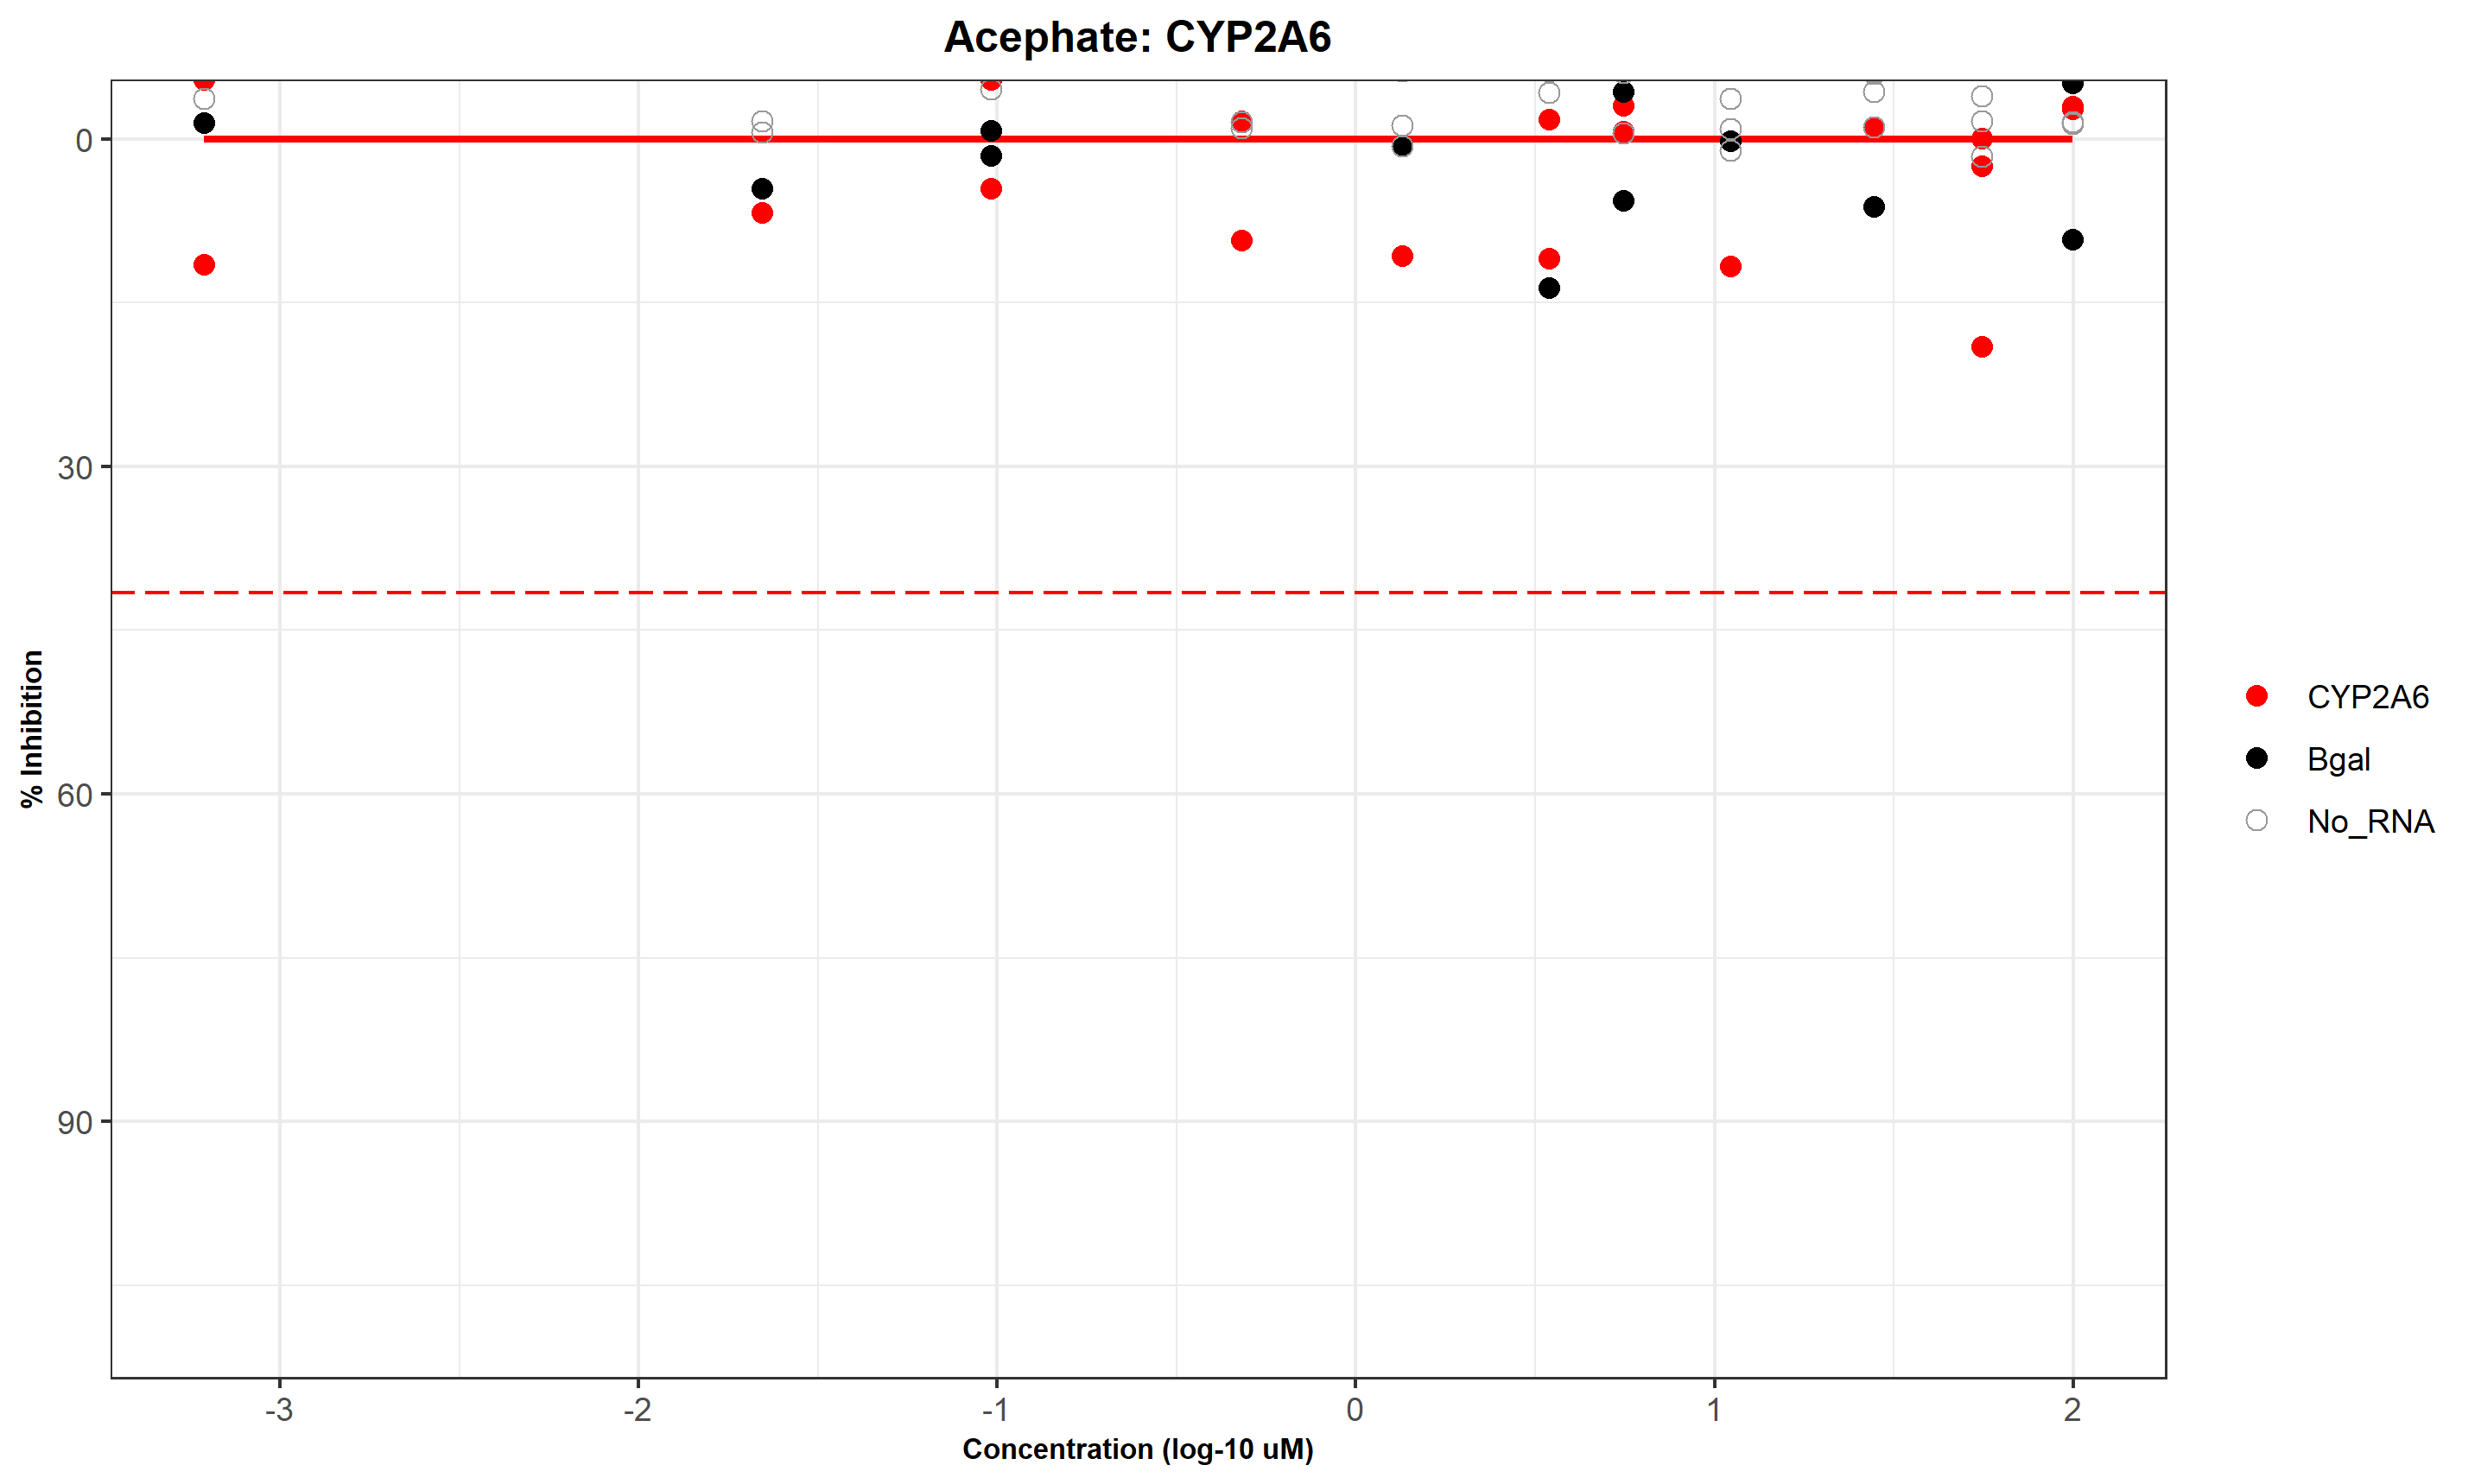 Acephate: CYP2A6
0
30
60
90
% Inhibition
-3
-2
-1
0
1
2
Concentration (log-10 uM)
CYP2A6
Bgal
No_RNA